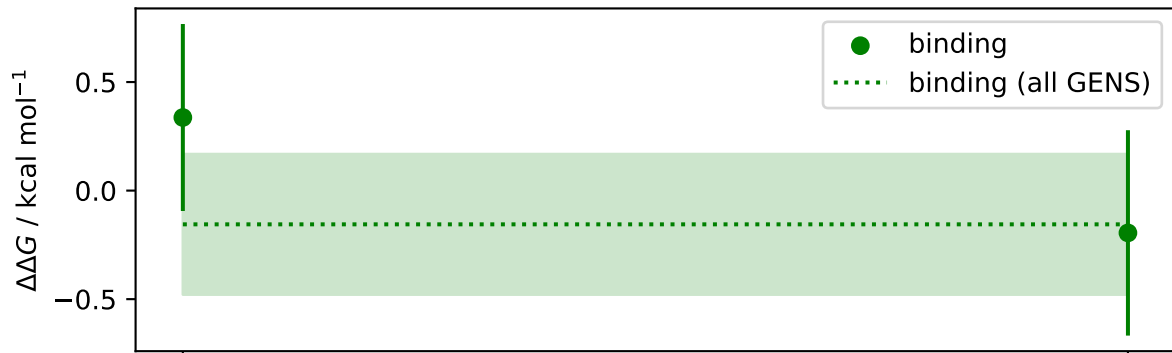 ΔΔG / kcal mol⁻¹
0.5
0.0
−0.5
binding
binding (all GENS)